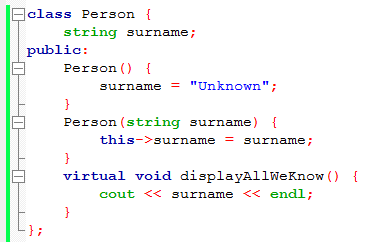 class Person {
    string surname;
public:
    Person() {
        surname = "Unknown";
    }
    Person(string surname) {
        this->surname = surname;
    }
    virtual void displayAllWeKnow() {
        cout << surname << endl;
    }
};